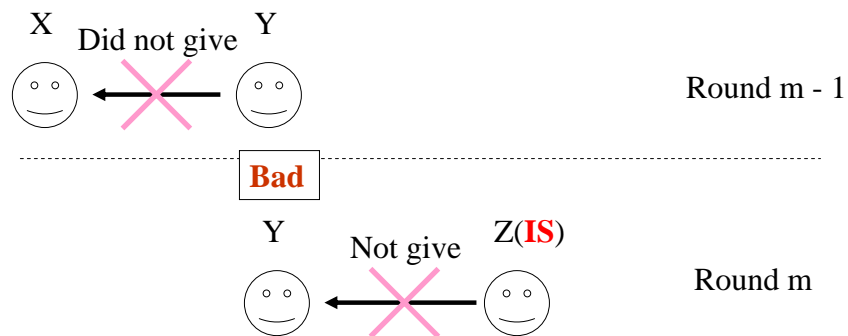 X
Did not give
Y
Round m - 1
Bad
Y
Not give
Z(IS)
Round m